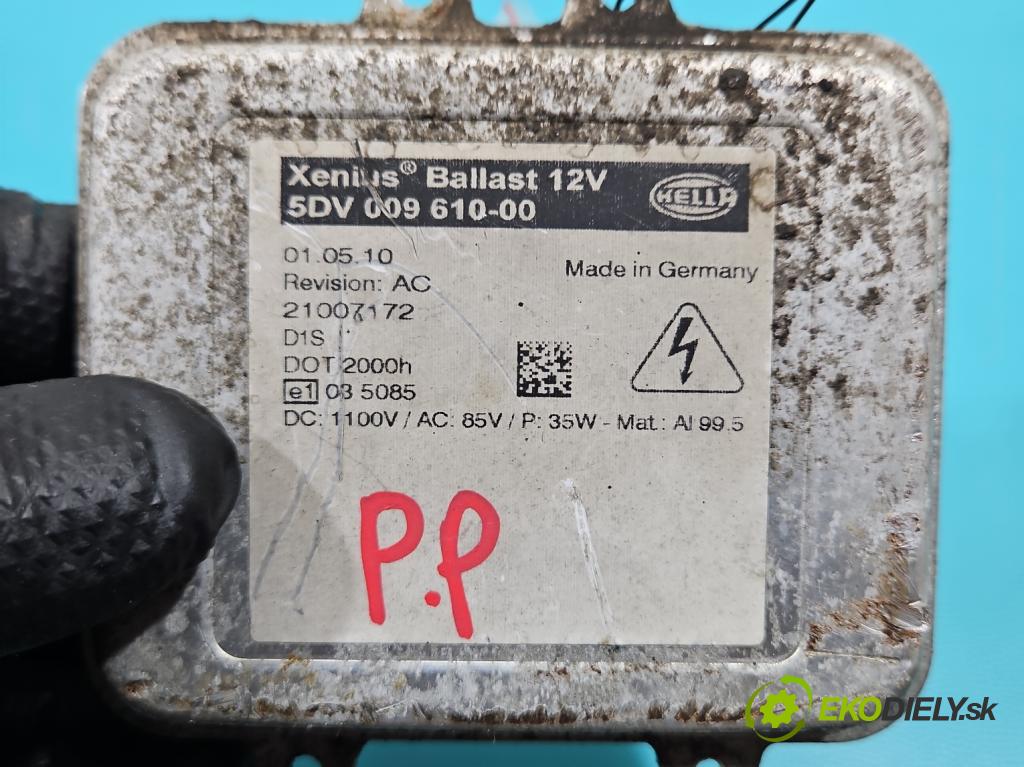 Xenius® Ballast 12V
5DV 009 610-00
HELLA
01.05.10
Made in Germany
Revision: AC
21007172
D1S
DOT 2000h
e1 03 5085
DC: 1100V / AC: 85V / P: 35W - Mat.: Al 99.5
P.P
EKODIELY.sk